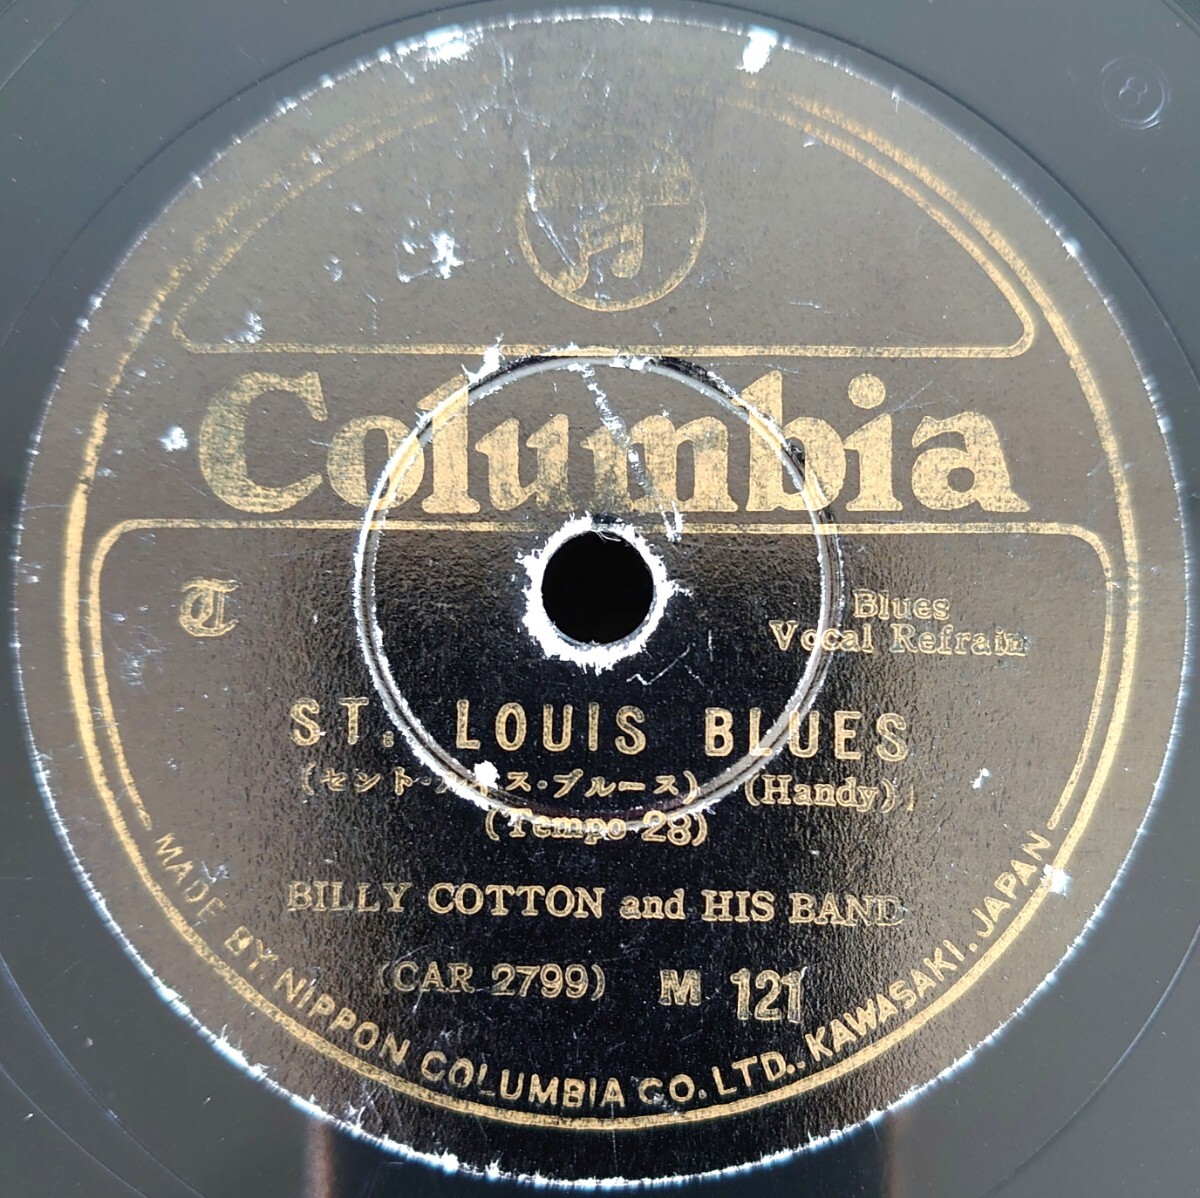 Columbia
T
Blues
Vocal Refrain
ST. LOUIS BLUES
(セント・ルイス・ブルース) (Handy)
(Tempo 28)
BILLY COTTON and HIS BAND
(CAR 2799) M 121
MADE BY NIPPON COLUMBIA CO. LTD., KAWASAKI, JAPAN
8